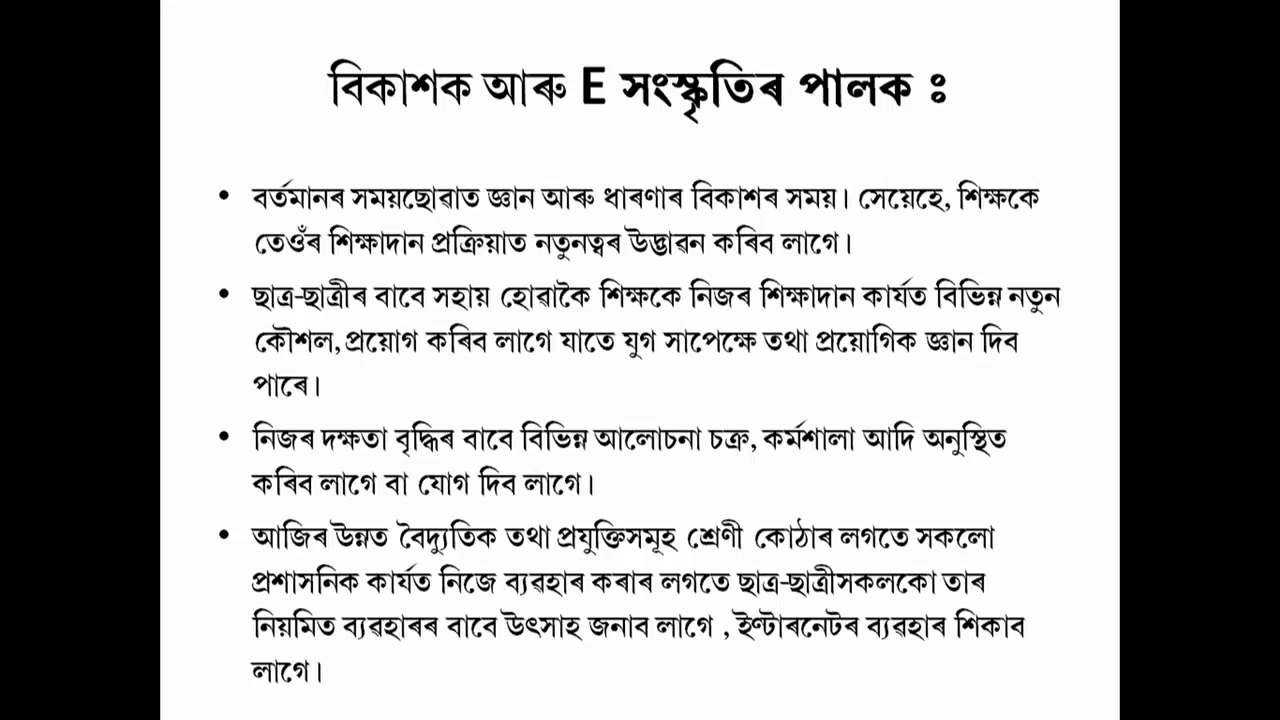 বিকাশক আৰু E সংস্কৃতিৰ পালক ঃ
• বৰ্তমানৰ সময়ছোৱাত জ্ঞান আৰু ধাৰণাৰ বিকাশৰ সময়। সেয়েহে, শিক্ষকে
তেওঁৰ শিক্ষাদান প্ৰক্ৰিয়াত নতুনত্বৰ উদ্ভাৱন কৰিব লাগে।
• ছাত্ৰ-ছাত্ৰীৰ বাবে সহায় হোৱাকৈ শিক্ষকে নিজৰ শিক্ষাদান কাৰ্যত বিভিন্ন নতুন
কৌশল,প্ৰয়োগ কৰিব লাগে যাতে যুগ সাপেক্ষে তথা প্ৰয়োগিক জ্ঞান দিব
পাৰে।
• নিজৰ দক্ষতা বৃদ্ধিৰ বাবে বিভিন্ন আলোচনা চক্ৰ, কৰ্মশালা আদি অনুস্থিত
কৰিব লাগে বা যোগ দিব লাগে।
• আজিৰ উন্নত বৈদ্যুতিক তথা প্ৰযুক্তিসমূহ শ্ৰেণী কোঠাৰ লগতে সকলো
প্ৰশাসনিক কাৰ্যত নিজে ব্যৱহাৰ কৰাৰ লগতে ছাত্ৰ-ছাত্ৰীসকলকো তাৰ
নিয়মিত ব্যৱহাৰৰ বাবে উৎসাহ জনাব লাগে , ইণ্টাৰনেটৰ ব্যৱহাৰ শিকাব
লাগে।